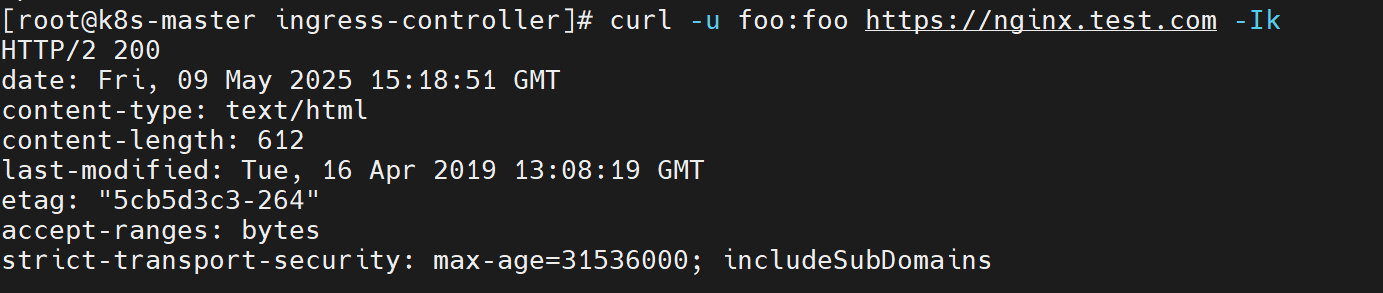 [root@k8s-master ingress-controller]# curl -u foo:foo https://nginx.test.com -Ik
HTTP/2 200
date: Fri, 09 May 2025 15:18:51 GMT
content-type: text/html
content-length: 612
last-modified: Tue, 16 Apr 2019 13:08:19 GMT
etag: "5cb5d3c3-264"
accept-ranges: bytes
strict-transport-security: max-age=31536000; includeSubDomains